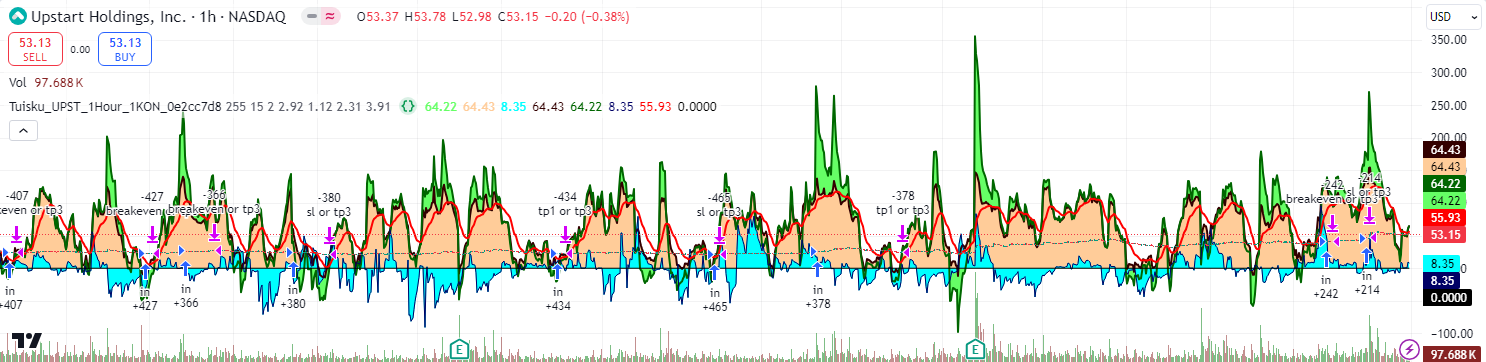 Upstart Holdings, Inc. · 1h · NASDAQ O53.37 H53.78 L52.98 C53.15 −0.20 (−0.38%)
USD
53.13 SELL
0.00
53.13 BUY
Vol 97.688 K
Tuisku_UPST_1Hour_1KON_0e2cc7d8 255 15 2 2.92 1.12 2.31 3.91 {} 64.22 64.43 8.35 64.43 64.22 8.35 55.93 0.0000
350.00
300.00
250.00
200.00
64.43
64.43
64.22
64.22
55.93
53.15
8.35
0
8.35
0.0000
−100.00
97.688 K
-407
-427
breakeven
-366
breakeven or tp3
-380
sl or tp3
-434
tp1 or tp3
-465
sl or tp3
-378
tp1 or tp3
-242
breakeven or tp3
-214
sl or tp3
in
+407
in
+427
in
+366
in
+380
in
+434
in
+465
in
+378
in
+242
in
+214
E
E